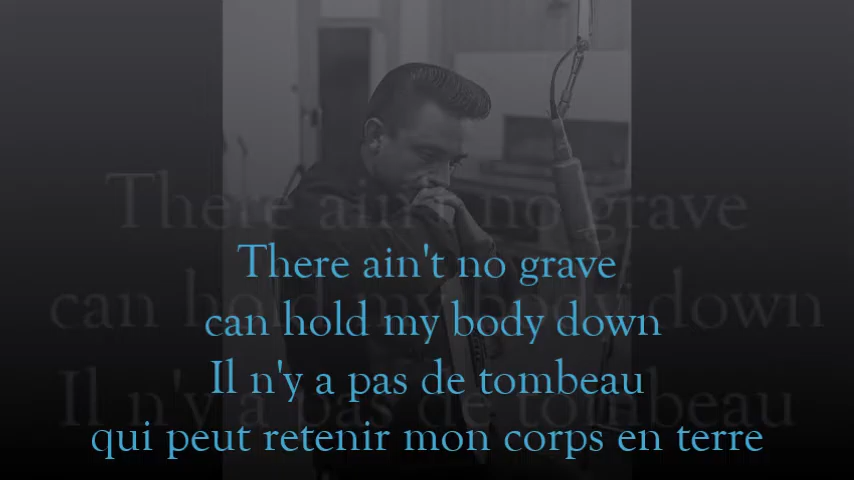 There ain't no grave
can hold my body down
Il n'y a pas de tombeau
qui peut retenir mon corps en terre